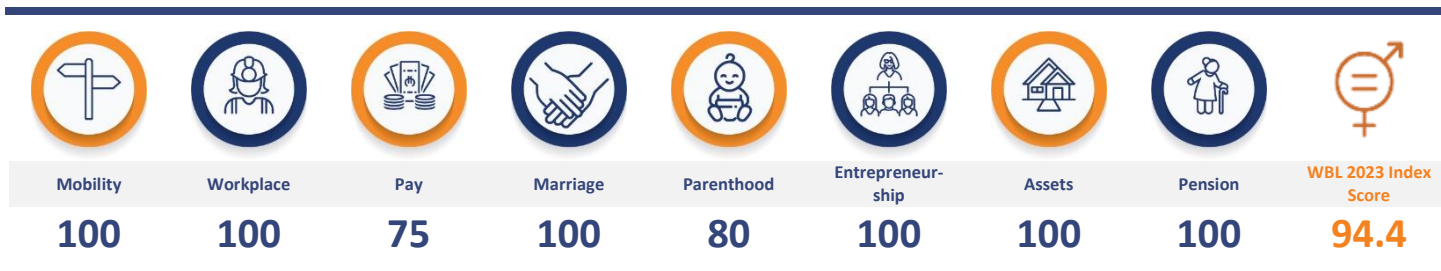 Mobility
Workplace
Pay
Marriage
Parenthood
Entrepreneur-
ship
Assets
Pension
WBL 2023 Index
Score
100
100
75
100
80
100
100
100
94.4